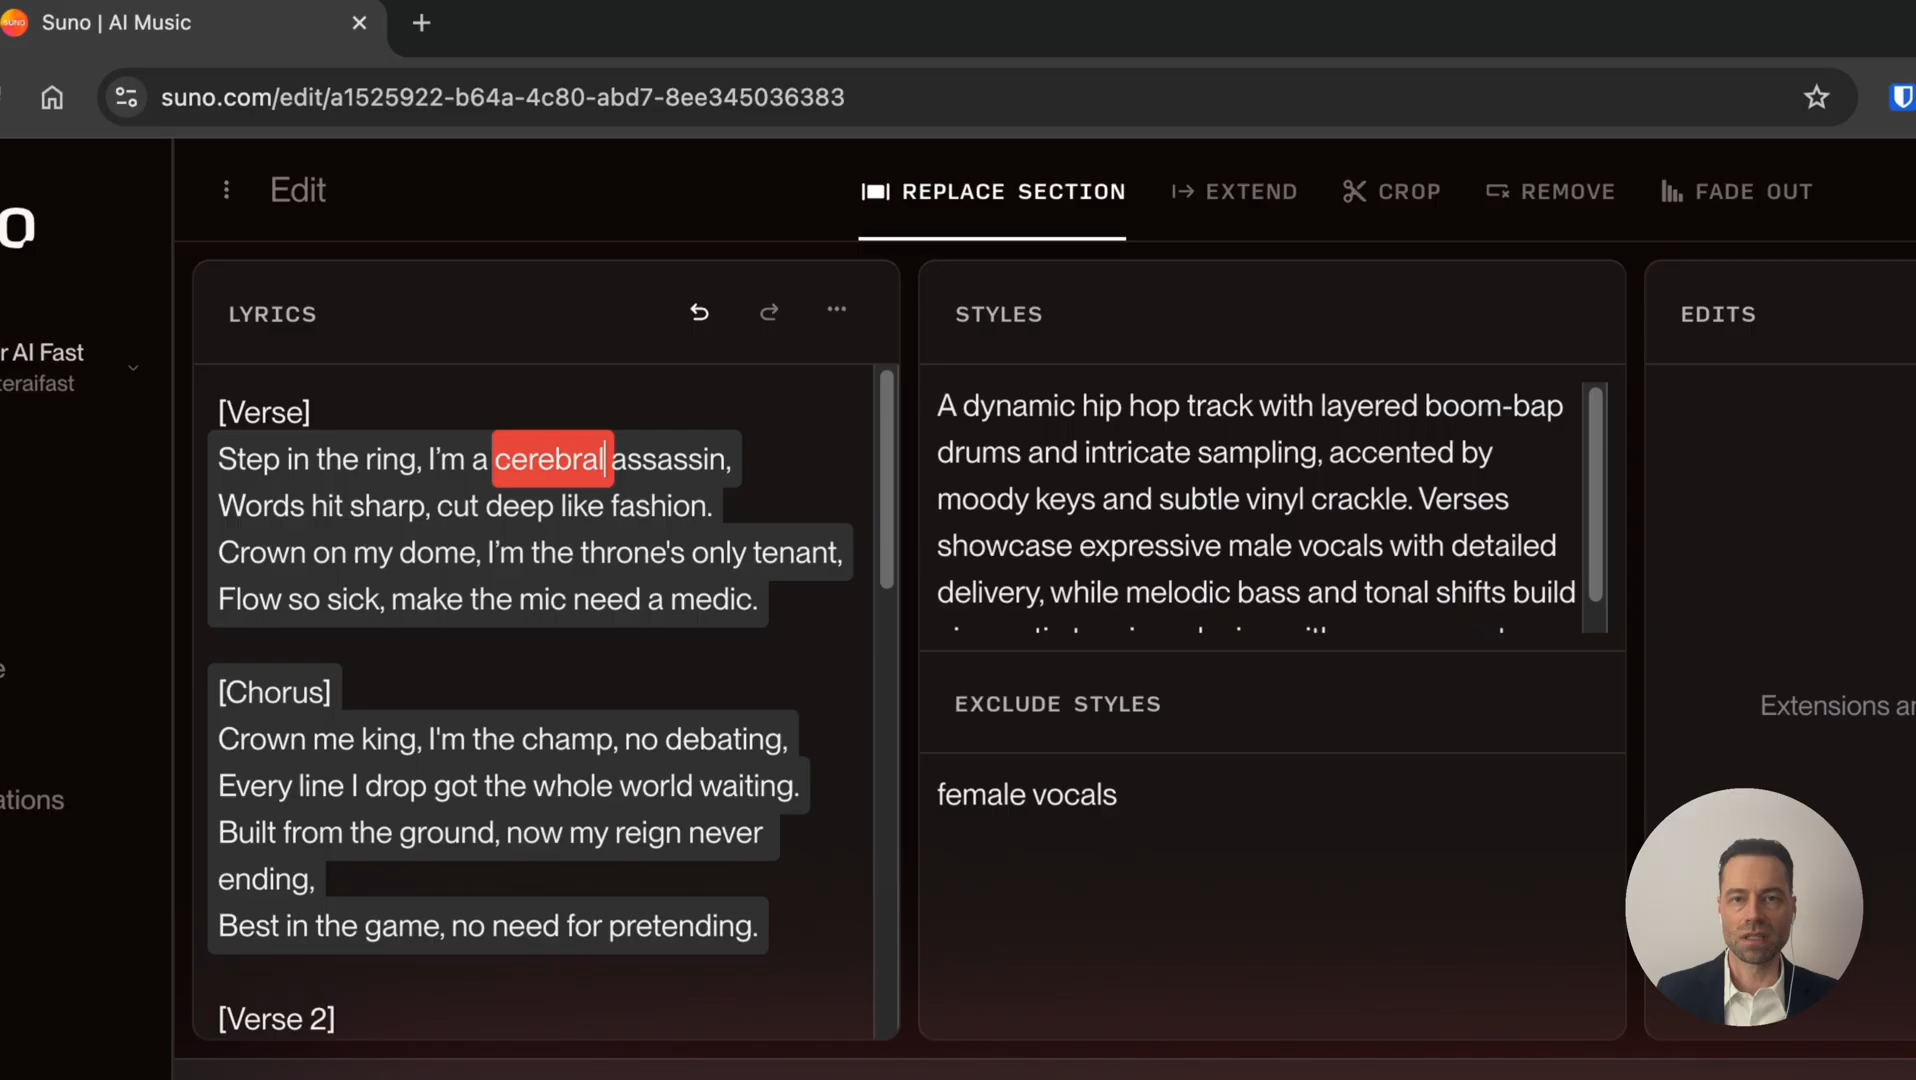 SUNO
Suno | AI Music
suno.com/edit/a1525922-b64a-4c80-abd7-8ee345036383
Edit
REPLACE SECTION
EXTEND
CROP
REMOVE
FADE OUT
O
r AI Fast
teraifast
e
ations
LYRICS
[Verse]
Step in the ring, I’m a cerebral assassin,
Words hit sharp, cut deep like fashion.
Crown on my dome, I’m the throne's only tenant,
Flow so sick, make the mic need a medic.
[Chorus]
Crown me king, I'm the champ, no debating,
Every line I drop got the whole world waiting.
Built from the ground, now my reign never
ending,
Best in the game, no need for pretending.
[Verse 2]
STYLES
A dynamic hip hop track with layered boom-bap
drums and intricate sampling, accented by
moody keys and subtle vinyl crackle. Verses
showcase expressive male vocals with detailed
delivery, while melodic bass and tonal shifts build
EXCLUDE STYLES
female vocals
EDITS
Extensions an